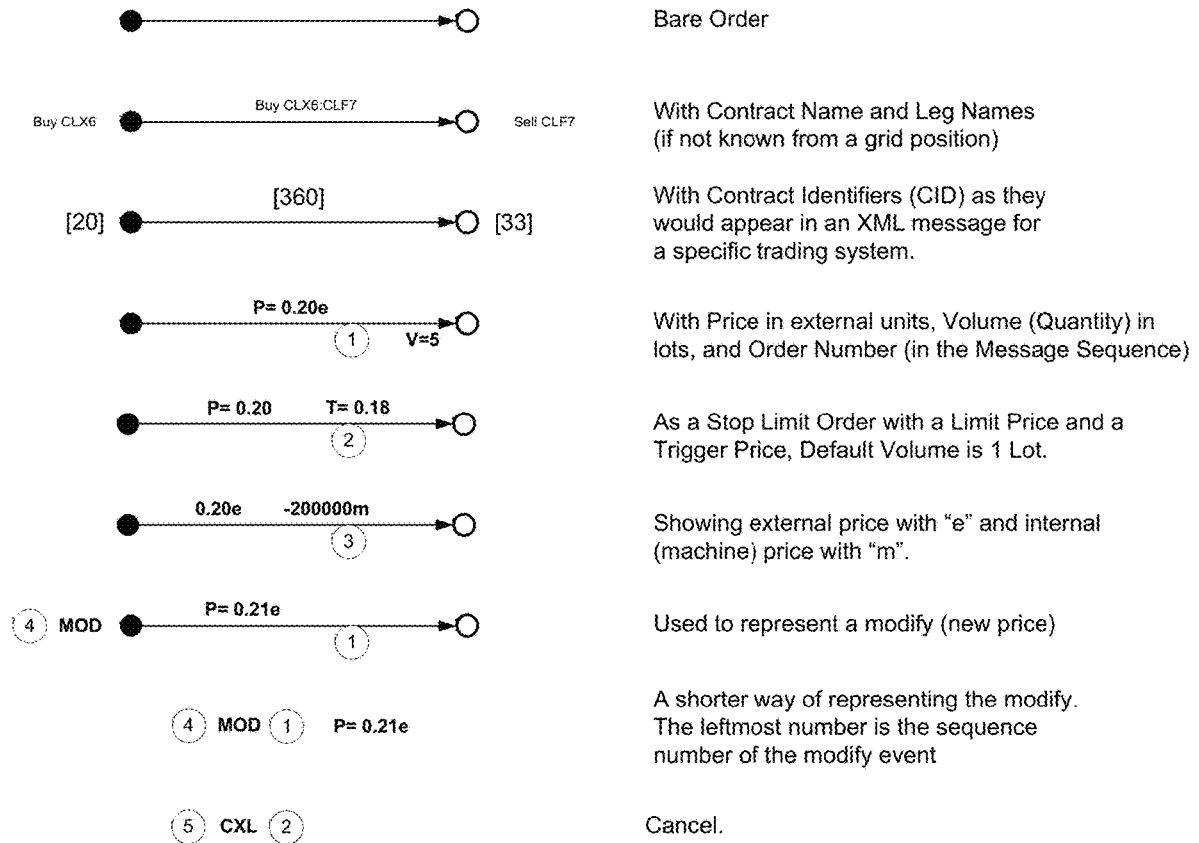 Bare Order
Buy CLX6 Buy CLX6:CLF7 Sell CLF7
With Contract Name and Leg Names
(if not known from a grid position)
[20] [360] [33]
With Contract Identifiers (CID) as they
would appear in an XML message for
a specific trading system.
P= 0.20e
1 V=5
With Price in external units, Volume (Quantity) in
lots, and Order Number (in the Message Sequence)
P= 0.20 T= 0.18
2
As a Stop Limit Order with a Limit Price and a
Trigger Price, Default Volume is 1 Lot.
0.20e -200000m
3
Showing external price with “e” and internal
(machine) price with “m”.
4 MOD P= 0.21e
1
Used to represent a modify (new price)
4 MOD 1 P= 0.21e
A shorter way of representing the modify.
The leftmost number is the sequence
number of the modify event
5 CXL 2
Cancel.